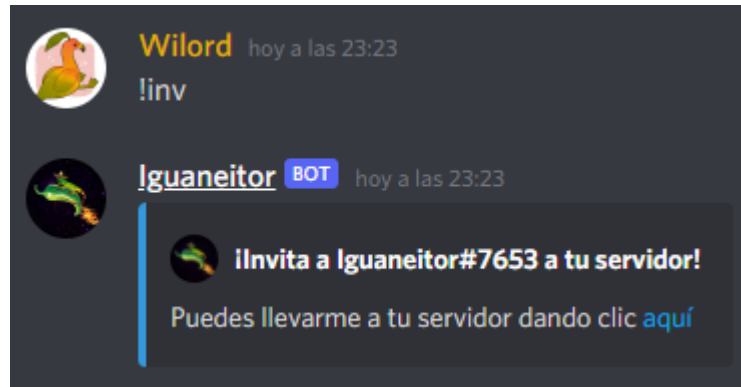 Wilord hoy a las 23:23
!inv
Iguaneitor BOT hoy a las 23:23
¡Invita a Iguaneitor#7653 a tu servidor!
Puedes llevarme a tu servidor dando clic aquí